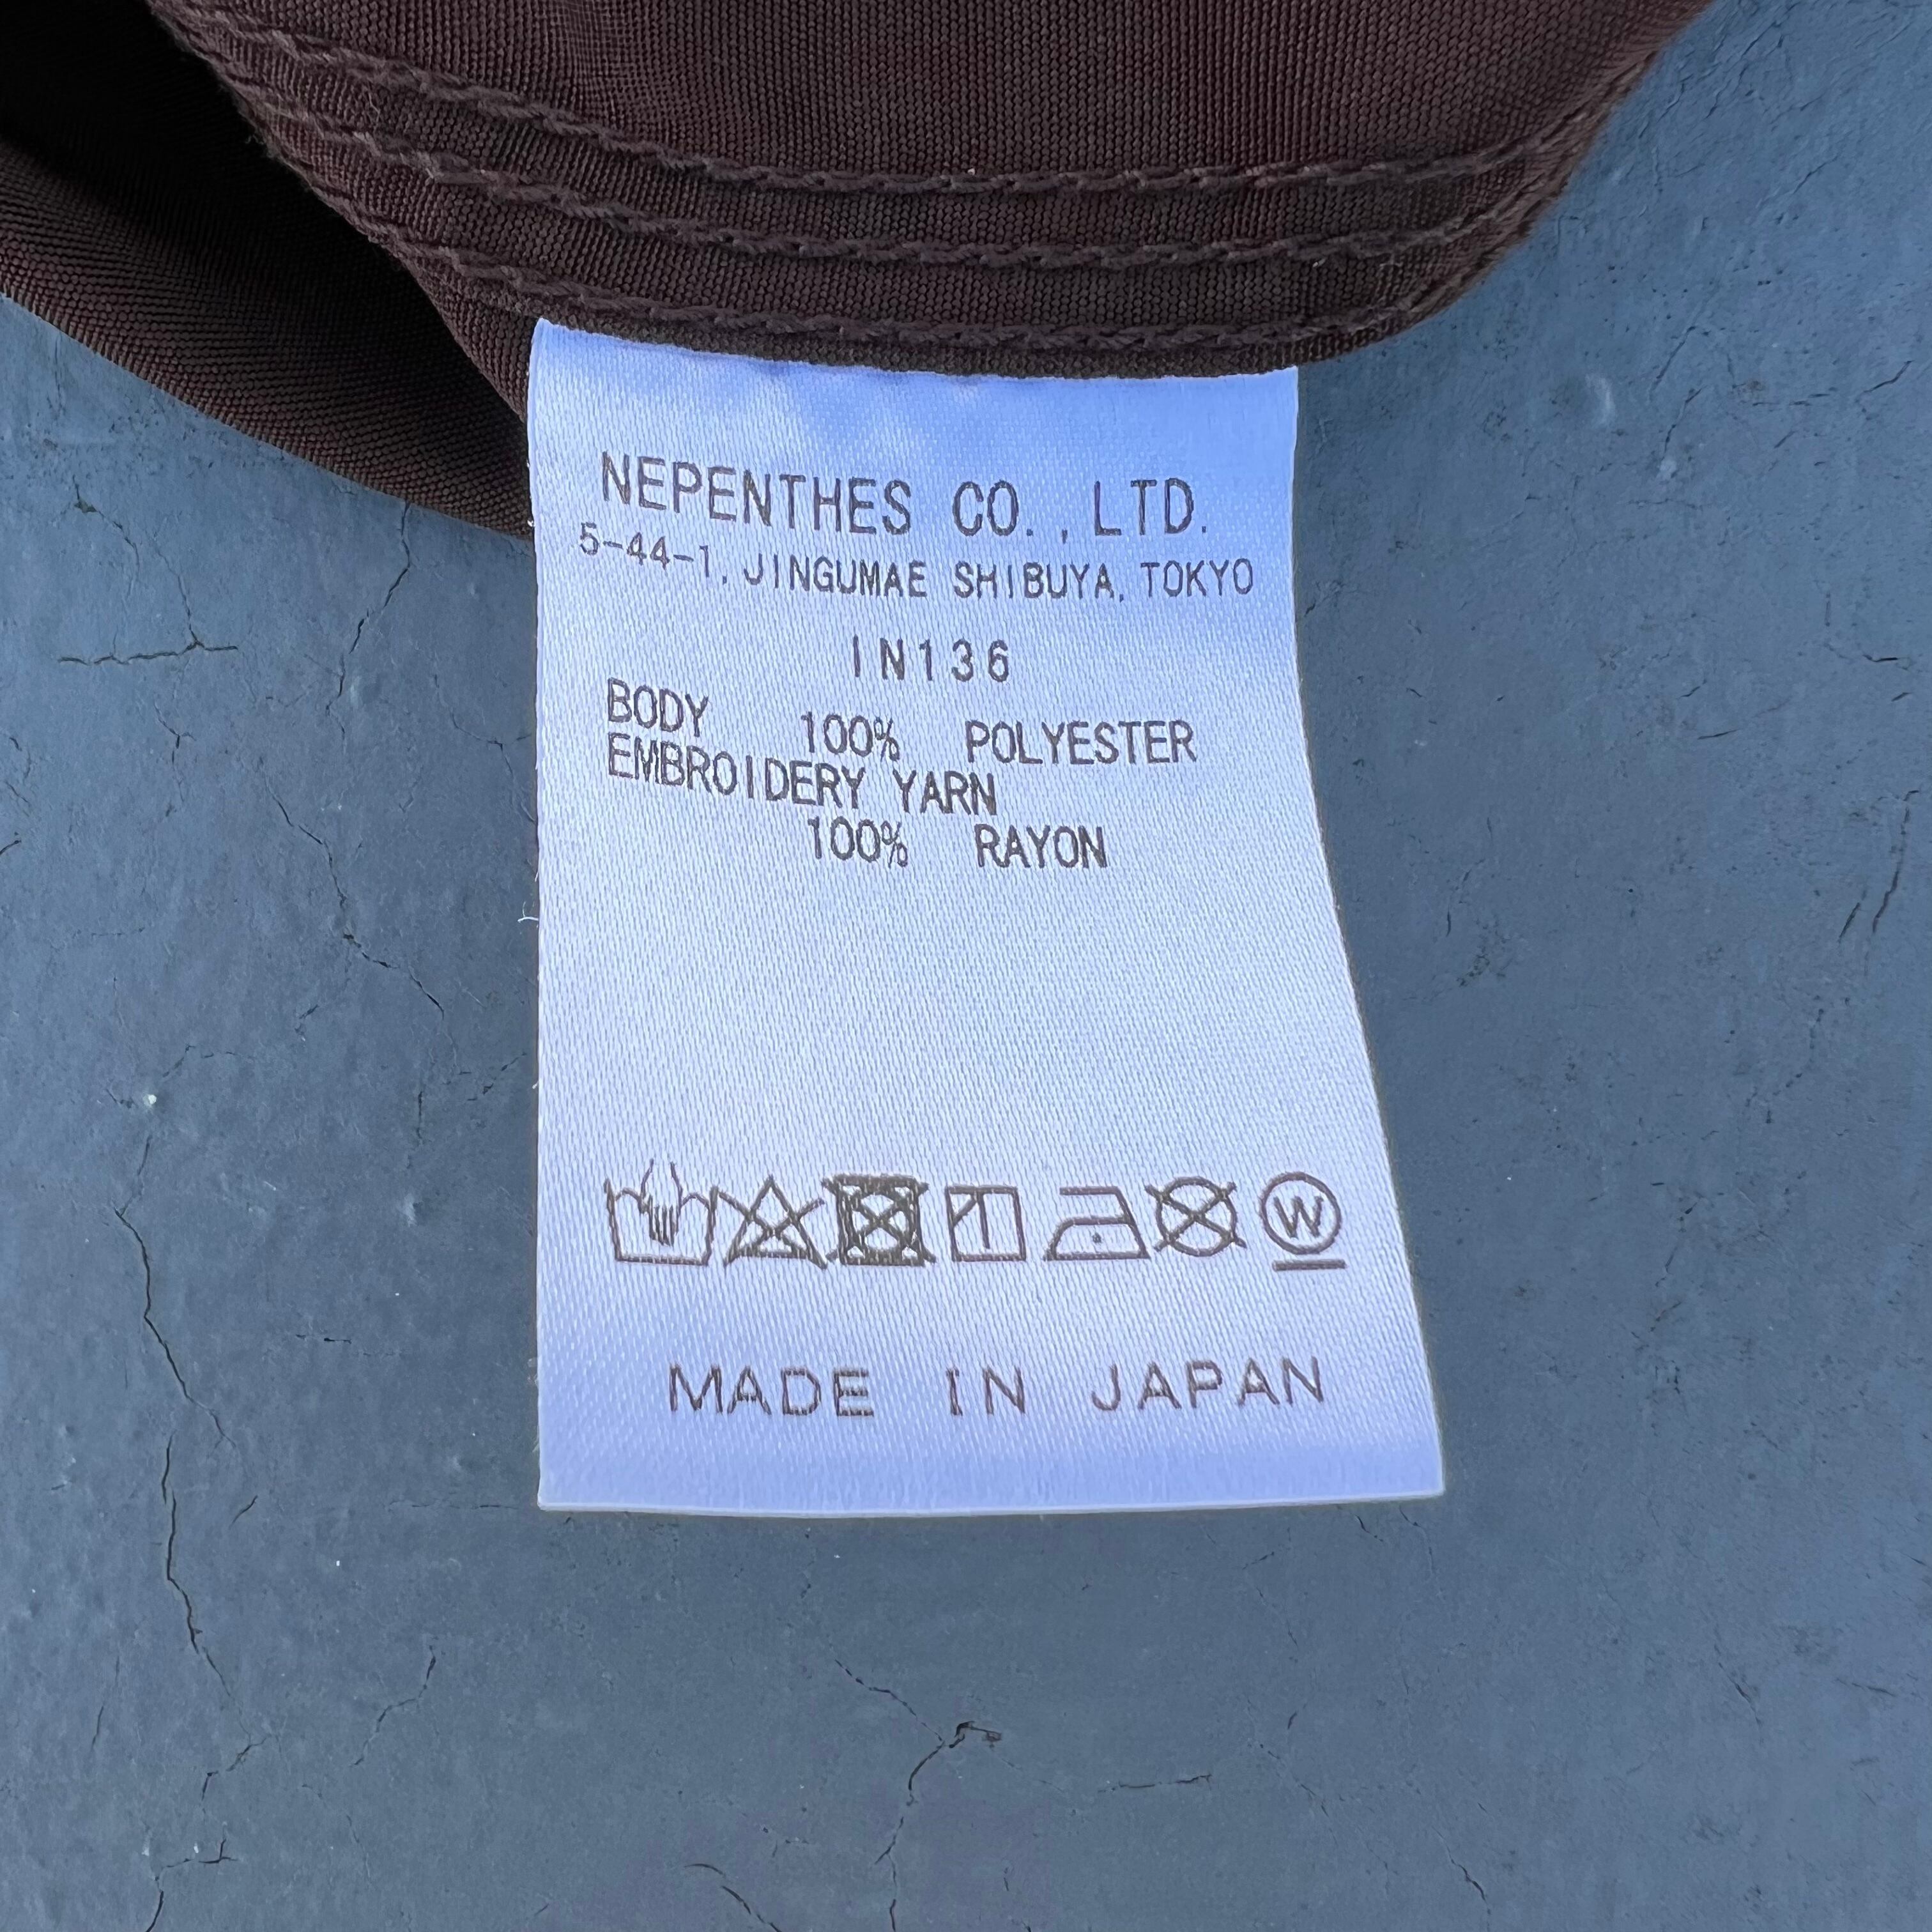 NEPENTHES CO.,LTD.
5-44-1, JINGUMAE SHIBUYA, TOKYO
IN136
BODY 100% POLYESTER
EMBROIDERY YARN
100% RAYON
W
MADE IN JAPAN